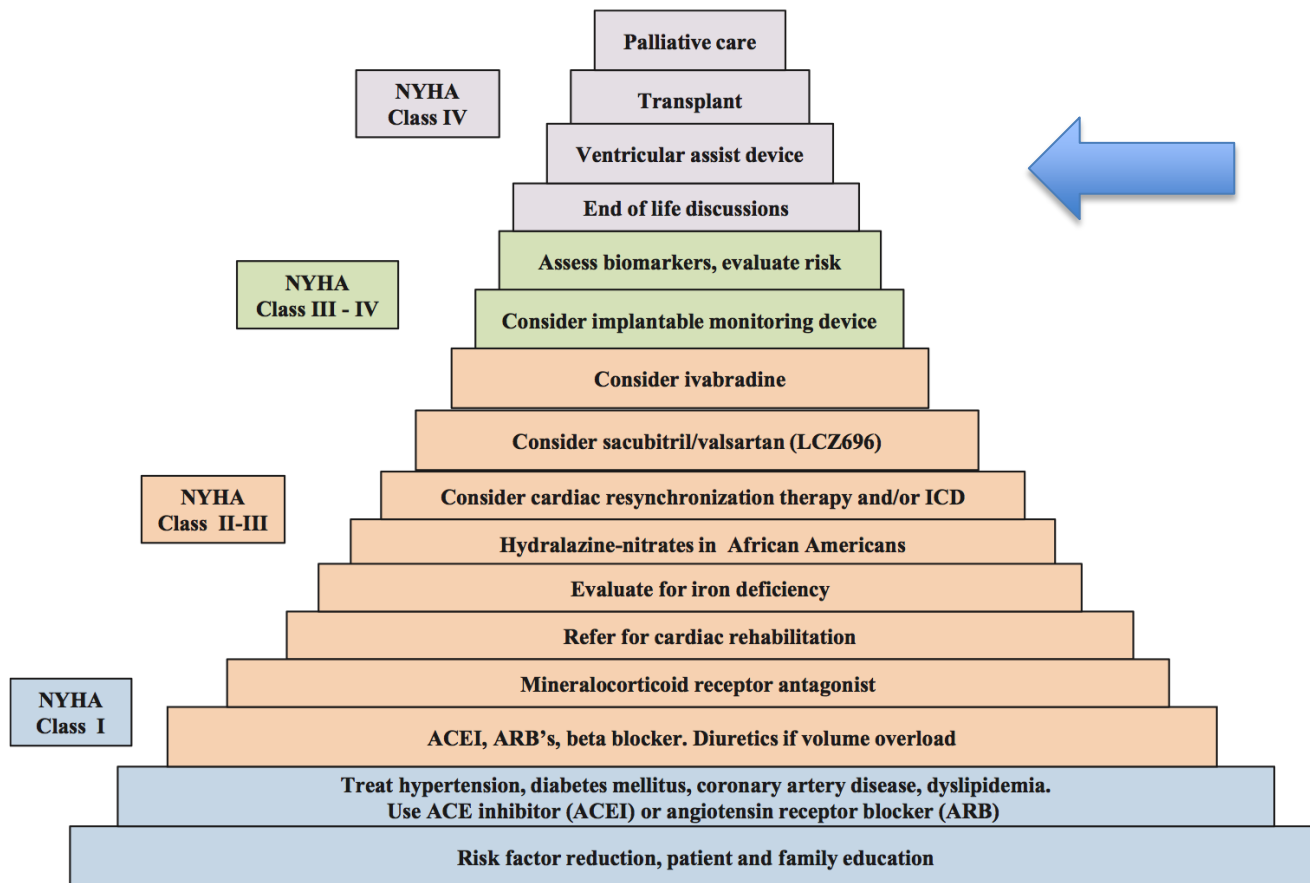 Palliative care
NYHA
Class IV
Transplant
Ventricular assist device
End of life discussions
Assess biomarkers, evaluate risk
NYHA
Class III - IV
Consider implantable monitoring device
Consider ivabradine
Consider sacubitril/valsartan (LCZ696)
Consider cardiac resynchronization therapy and/or ICD
NYHA
Class II-III
Hydralazine-nitrates in African Americans
Evaluate for iron deficiency
Refer for cardiac rehabilitation
Mineralocorticoid receptor antagonist
NYHA
Class I
ACEI, ARB's, beta blocker. Diuretics if volume overload
Treat hypertension, diabetes mellitus, coronary artery disease, dyslipidemia.
Use ACE inhibitor (ACEI) or angiotensin receptor blocker (ARB)
Risk factor reduction, patient and family education